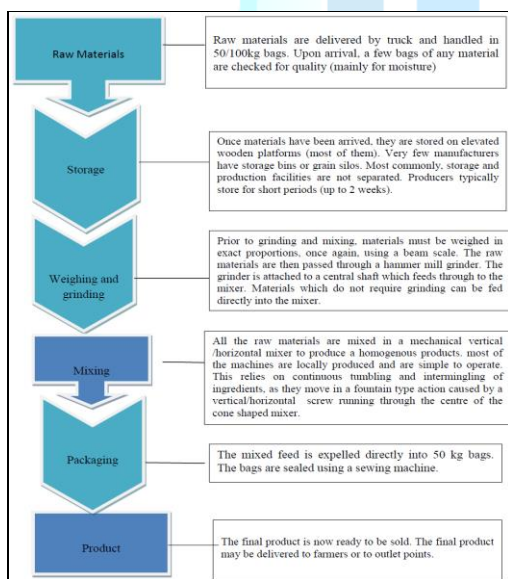 Raw Materials
Raw materials are delivered by truck and handled in
50/100kg bags. Upon arrival, a few bags of any material
are checked for quality (mainly for moisture)
Storage
Once materials have been arrived, they are stored on elevated
wooden platforms (most of them). Very few manufacturers
have storage bins or grain silos. Most commonly, storage and
production facilities are not separated. Producers typically
store for short periods (up to 2 weeks).
Weighing and
grinding
Prior to grinding and mixing, materials must be weighed in
exact proportions, once again, using a beam scale. The raw
materials are then passed through a hammer mill grinder. The
grinder is attached to a central shaft which feeds through to the
mixer. Materials which do not require grinding can be fed
directly into the mixer.
Mixing
All the raw materials are mixed in a mechanical vertical
/horizontal mixer to produce a homogenous products. most of
the machines are locally produced and are simple to operate.
This relies on continuous tumbling and intermingling of
ingredients, as they move in a fountain type action caused by a
vertical/horizontal screw running through the centre of the
cone shaped mixer.
Packaging
The mixed feed is expelled directly into 50 kg bags.
The bags are sealed using a sewing machine.
Product
The final product is now ready to be sold. The final product
may be delivered to farmers or to outlet points.